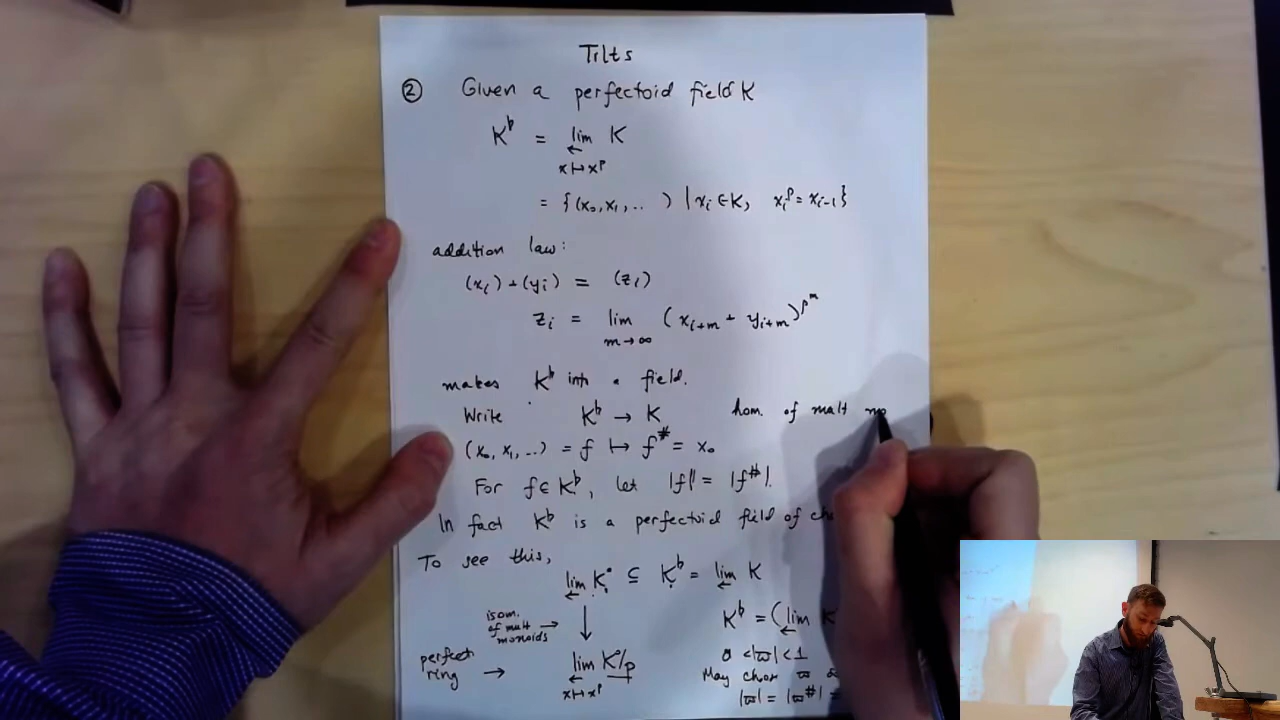 Tilts
② Given a perfectoid field K
K♭ = lim K
←
x↦x^p
= {(x₀, x₁, ..) | xᵢ ∈ K, xᵢ^p = xᵢ₋₁}
addition law:
(xᵢ) + (yᵢ) = (zᵢ)
zᵢ = lim (xᵢ₊ₘ + yᵢ₊ₘ)^{p^m}
m→∞
makes K♭ into a field.
Write K♭ → K hom. of mult
(x₀, x₁, ...) = f ↦ f^# = x₀
For f ∈ K♭, let |f| = |f^#|.
In fact K♭ is a perfectoid field of
To see this,
lim K° ⊆ K♭ = lim K
← ←
isom. of mult monoids → ↓
K♭ = (lim K
←
perfect ring → lim K°/p
←
x↦x^p
0 < |ϖ| < 1
May choose ϖ
|ϖ| = |ϖ^#| =